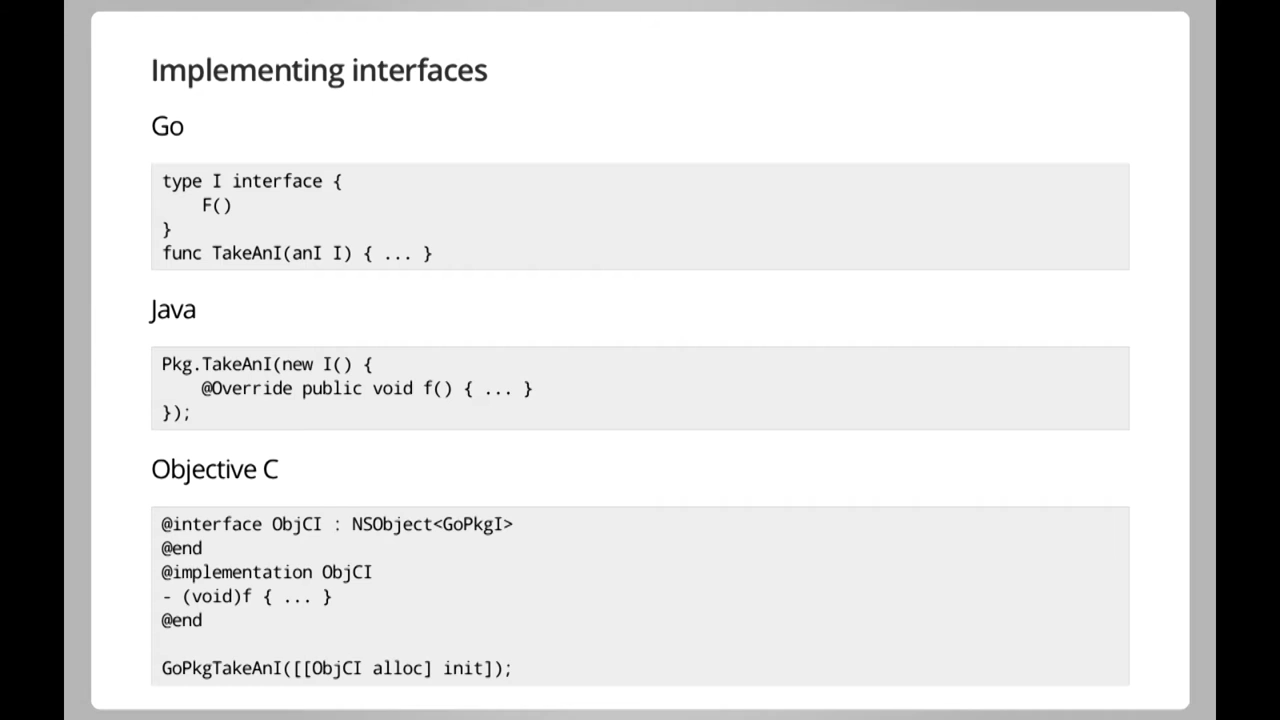 Implementing interfaces
Go
type I interface {
    F()
}
func TakeAnI(anI I) { ... }
Java
Pkg.TakeAnI(new I() {
    @Override public void f() { ... }
});
Objective C
@interface ObjCI : NSObject<GoPkgI>
@end
@implementation ObjCI
- (void)f { ... }
@end
GoPkgTakeAnI([[ObjCI alloc] init]);